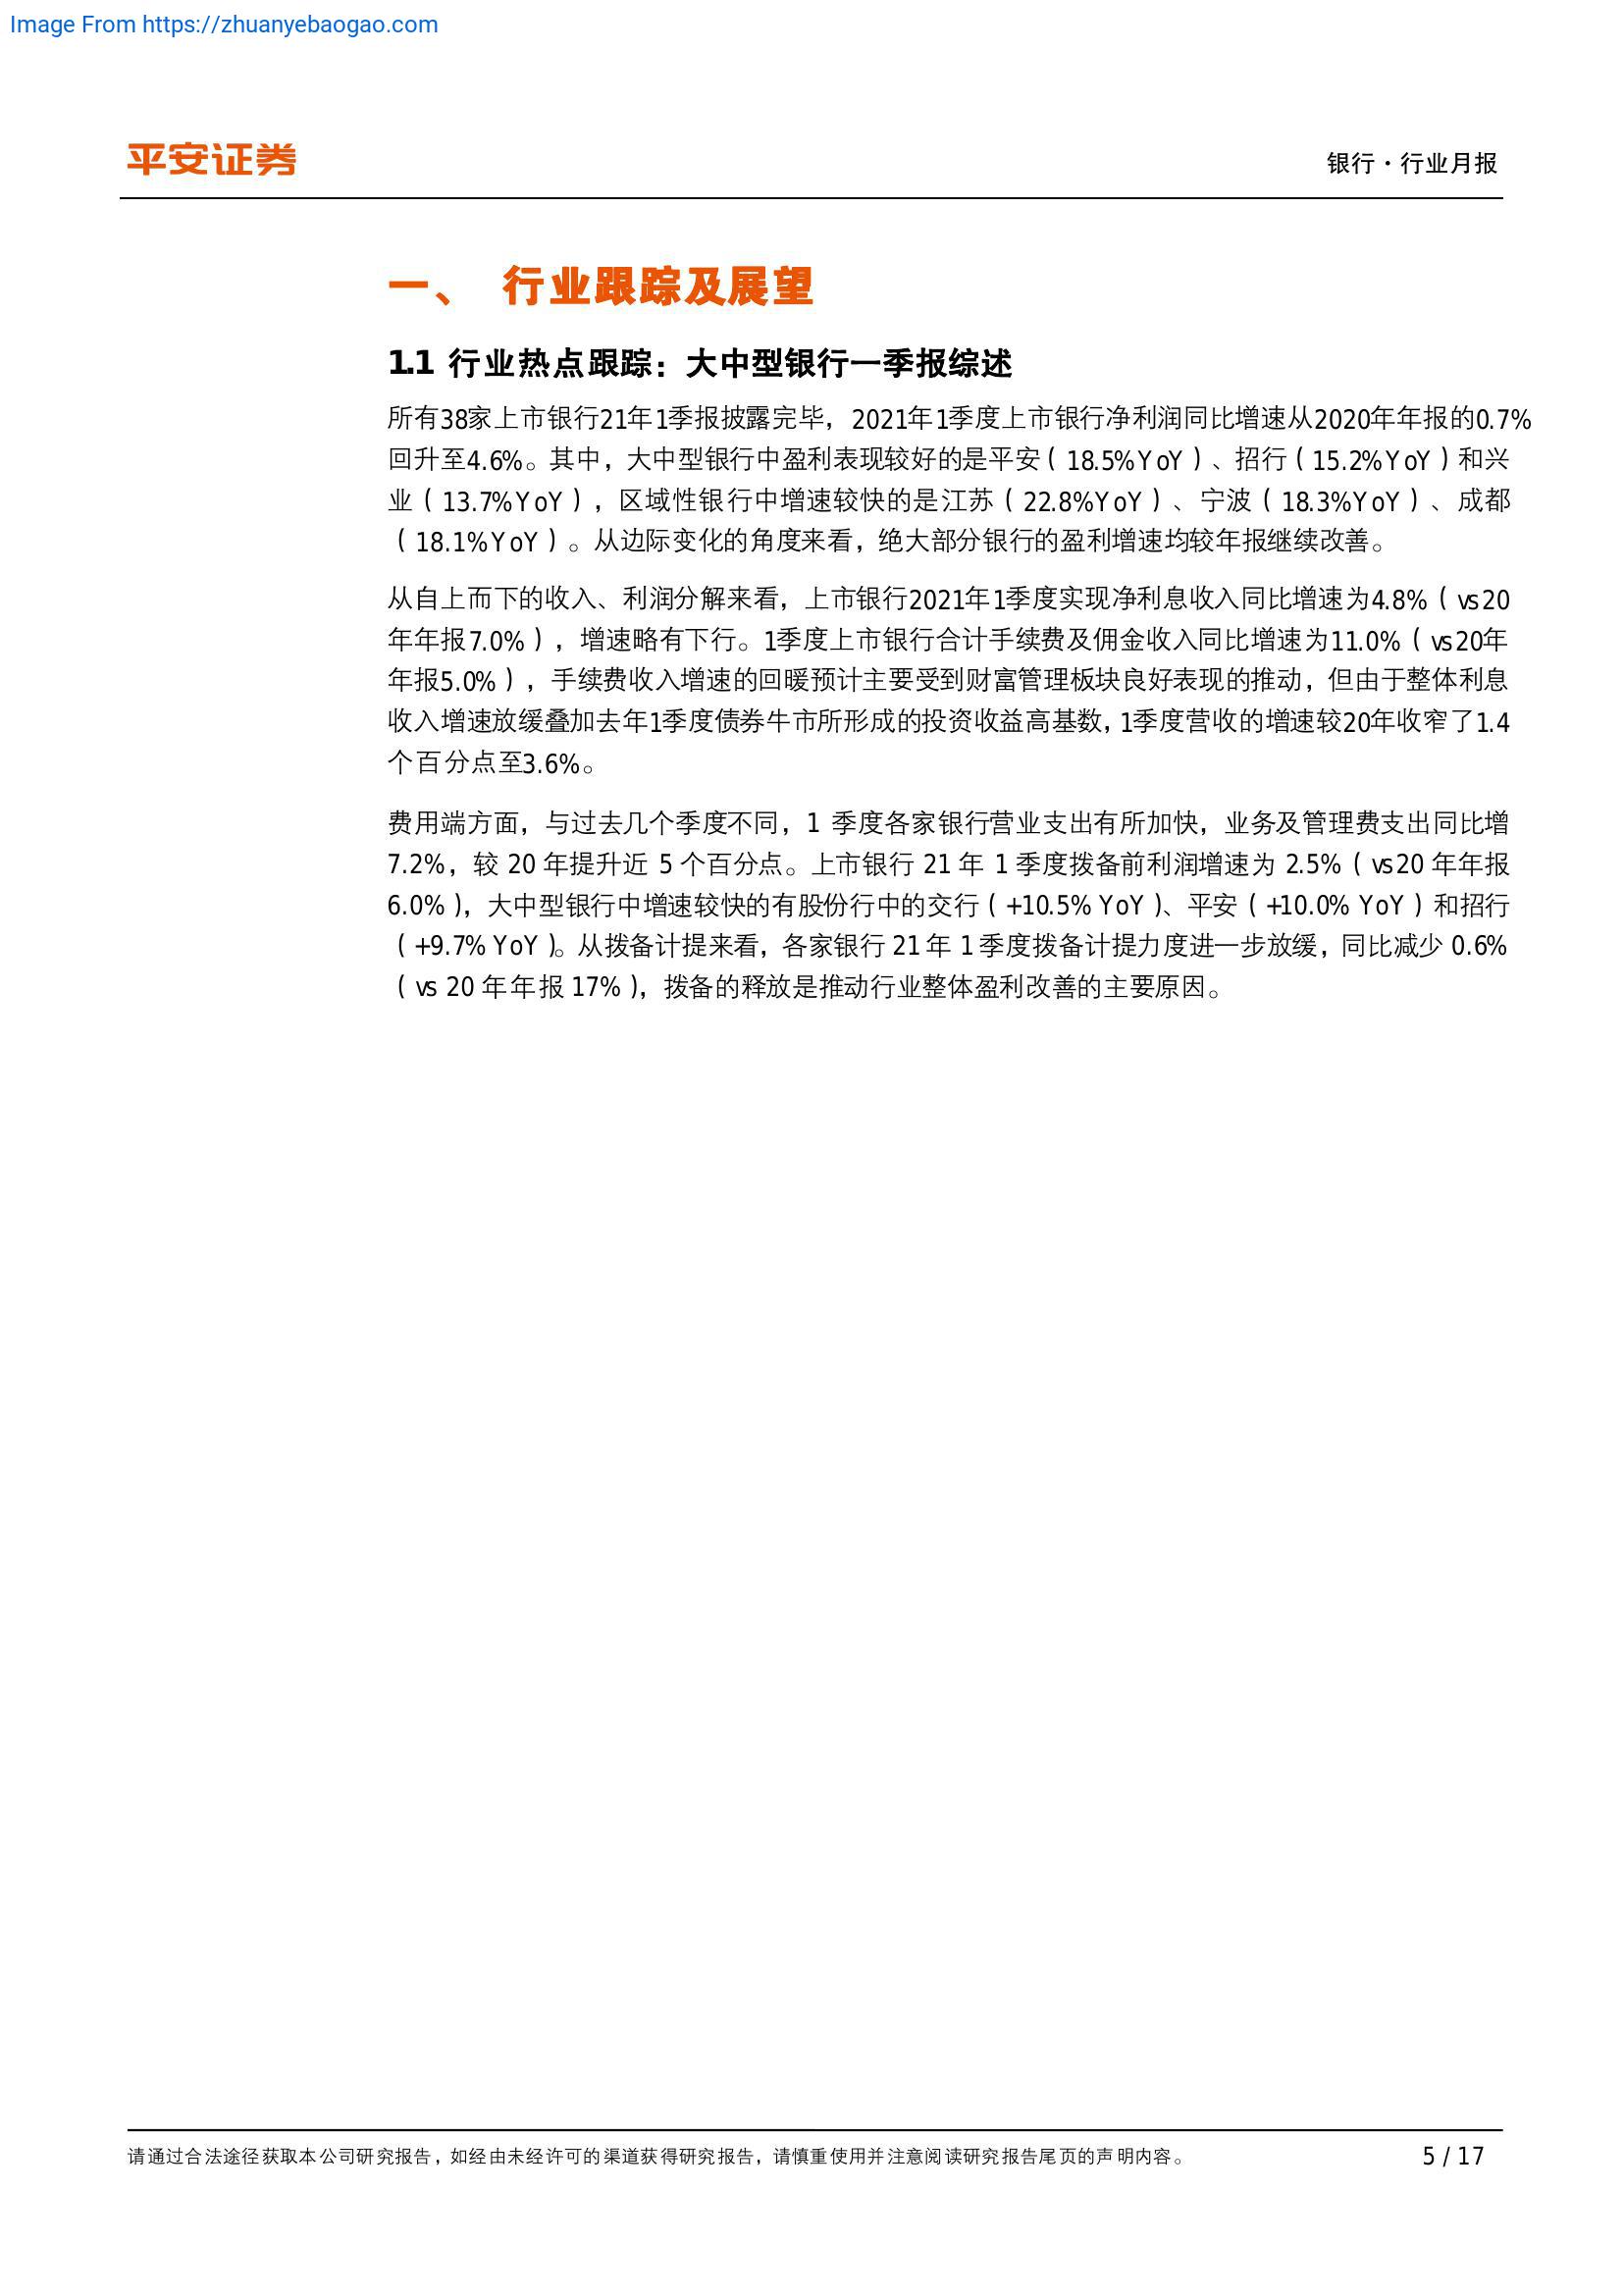 Image From https://zhuanyebaogao.com
平安证券
银行·行业月报
一、 行业跟踪及展望
1.1 行业热点跟踪：大中型银行一季报综述
所有38家上市银行21年1季报披露完毕，2021年1季度上市银行净利润同比增速从2020年年报的0.7%
回升至4.6%。其中，大中型银行中盈利表现较好的是平安（18.5%YoY）、招行（15.2%YoY）和兴
业（13.7%YoY），区域性银行中增速较快的是江苏（22.8%YoY）、宁波（18.3%YoY）、成都
（18.1%YoY）。从边际变化的角度来看，绝大部分银行的盈利增速均较年报继续改善。
从自上而下的收入、利润分解来看，上市银行2021年1季度实现净利息收入同比增速为4.8%（vs20
年年报7.0%），增速略有下行。1季度上市银行合计手续费及佣金收入同比增速为11.0%（vs20年
年报5.0%），手续费收入增速的回暖预计主要受到财富管理板块良好表现的推动，但由于整体利息
收入增速放缓叠加去年1季度债券牛市所形成的投资收益高基数，1季度营收的增速较20年收窄了1.4
个百分点至3.6%。
费用端方面，与过去几个季度不同，1 季度各家银行营业支出有所加快，业务及管理费支出同比增
7.2%，较 20 年提升近 5 个百分点。上市银行 21 年 1 季度拨备前利润增速为 2.5%（vs20 年年报
6.0%），大中型银行中增速较快的有股份行中的交行（+10.5% YoY）、平安（+10.0% YoY）和招行
（+9.7% YoY）。从拨备计提来看，各家银行 21 年 1 季度拨备计提力度进一步放缓，同比减少 0.6%
（vs 20 年年报 17%），拨备的释放是推动行业整体盈利改善的主要原因。
请通过合法途径获取本公司研究报告，如经由未经许可的渠道获得研究报告，请慎重使用并注意阅读研究报告尾页的声明内容。
5 / 17